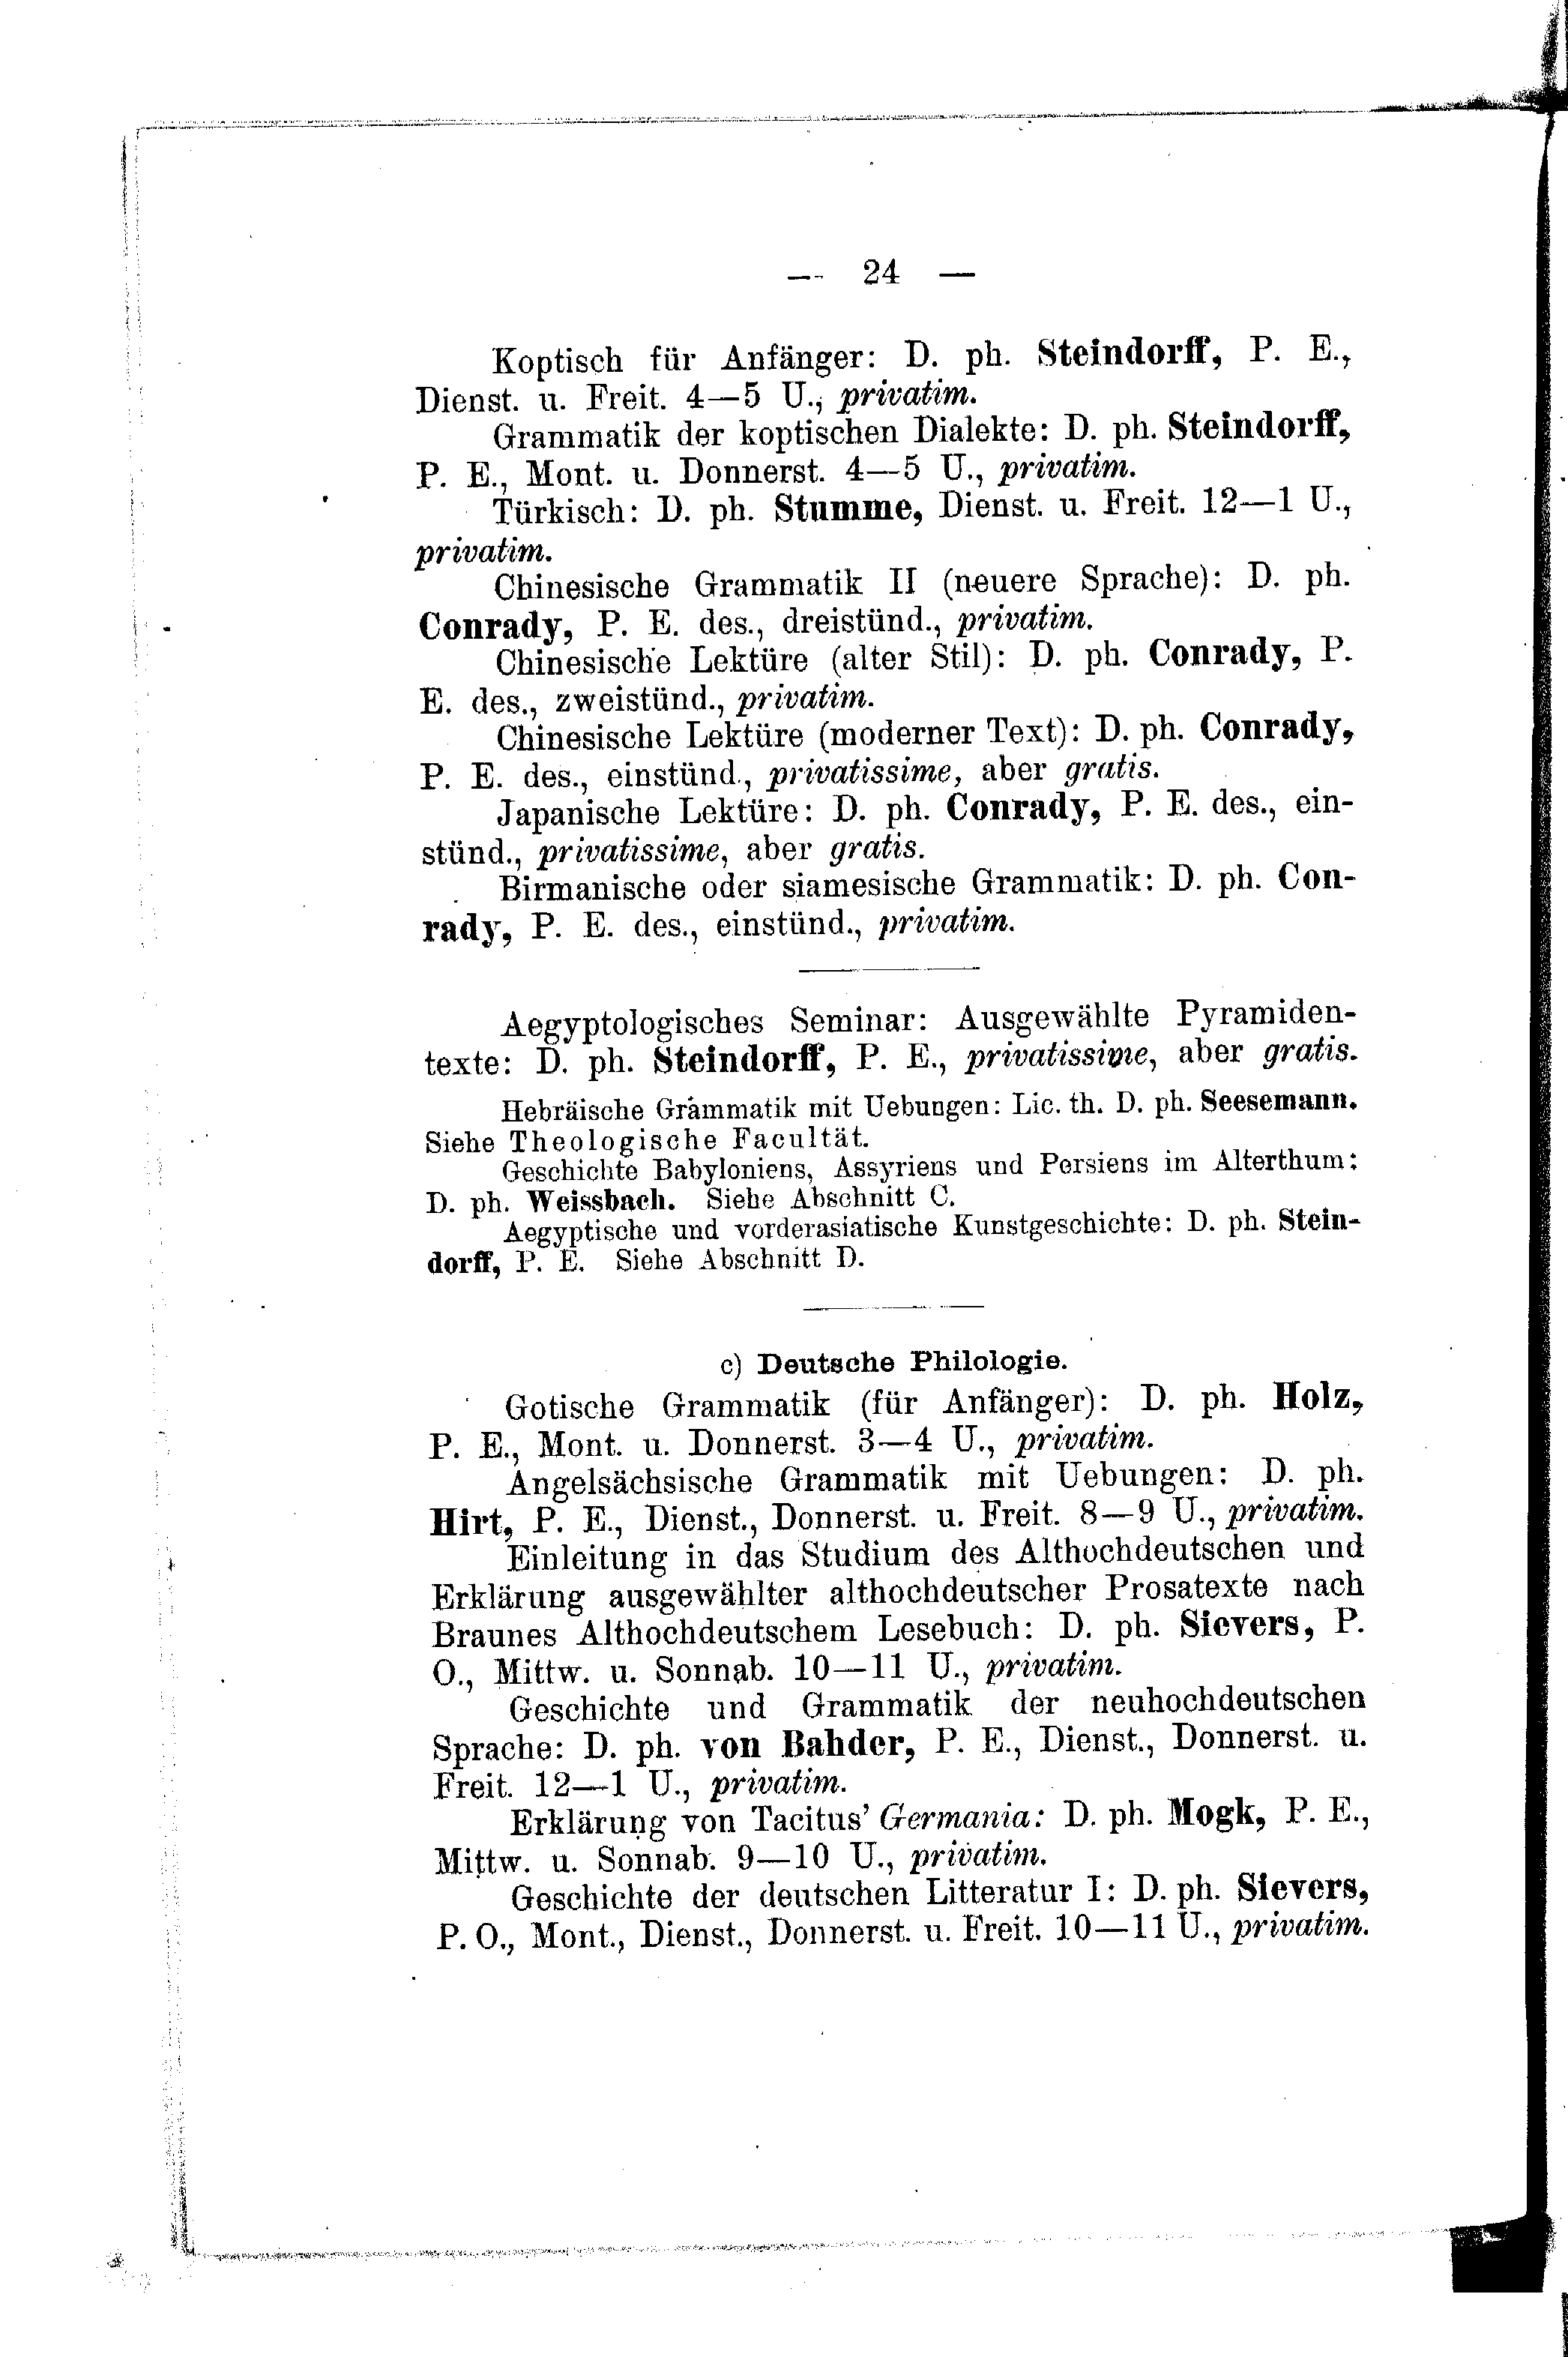 — 24 —
Koptisch für Anfänger: D. ph. Steindorff, P. E.,
Dienst. u. Freit. 4—5 U., privatim.
Grammatik der koptischen Dialekte: D. ph. Steindorff,
P. E., Mont. u. Donnerst. 4—5 U., privatim.
Türkisch: D. ph. Stumme, Dienst. u. Freit. 12—1 U.,
privatim.
Chinesische Grammatik II (neuere Sprache): D. ph.
Conrady, P. E. des., dreistünd., privatim.
Chinesische Lektüre (alter Stil): D. ph. Conrady, P.
E. des., zweistünd., privatim.
Chinesische Lektüre (moderner Text): D. ph. Conrady,
P. E. des., einstünd., privatissime, aber gratis.
Japanische Lektüre: D. ph. Conrady, P. E. des., ein-
stünd., privatissime, aber gratis.
Birmanische oder siamesische Grammatik: D. ph. Con-
rady, P. E. des., einstünd., privatim.
Aegyptologisches Seminar: Ausgewählte Pyramiden-
texte: D. ph. Steindorff, P. E., privatissime, aber gratis.
Hebräische Grammatik mit Uebungen: Lic. th. D. ph. Seesemann.
Siehe Theologische Facultät.
Geschichte Babyloniens, Assyriens und Persiens im Alterthum:
D. ph. Weissbach. Siehe Abschnitt C.
Aegyptische und vorderasiatische Kunstgeschichte: D. ph. Stein-
dorff, P. E. Siehe Abschnitt D.
c) Deutsche Philologie.
Gotische Grammatik (für Anfänger): D. ph. Holz,
P. E., Mont. u. Donnerst. 3—4 U., privatim.
Angelsächsische Grammatik mit Uebungen: D. ph.
Hirt, P. E., Dienst., Donnerst. u. Freit. 8—9 U., privatim.
Einleitung in das Studium des Althochdeutschen und
Erklärung ausgewählter althochdeutscher Prosatexte nach
Braunes Althochdeutschem Lesebuch: D. ph. Sievers, P.
O., Mittw. u. Sonnab. 10—11 U., privatim.
Geschichte und Grammatik der neuhochdeutschen
Sprache: D. ph. von Bahder, P. E., Dienst., Donnerst. u.
Freit. 12—1 U., privatim.
Erklärung von Tacitus’ Germania: D. ph. Mogk, P. E.,
Mittw. u. Sonnab. 9—10 U., privatim.
Geschichte der deutschen Litteratur I: D. ph. Sievers,
P. O., Mont., Dienst., Donnerst. u. Freit. 10—11 U., privatim.